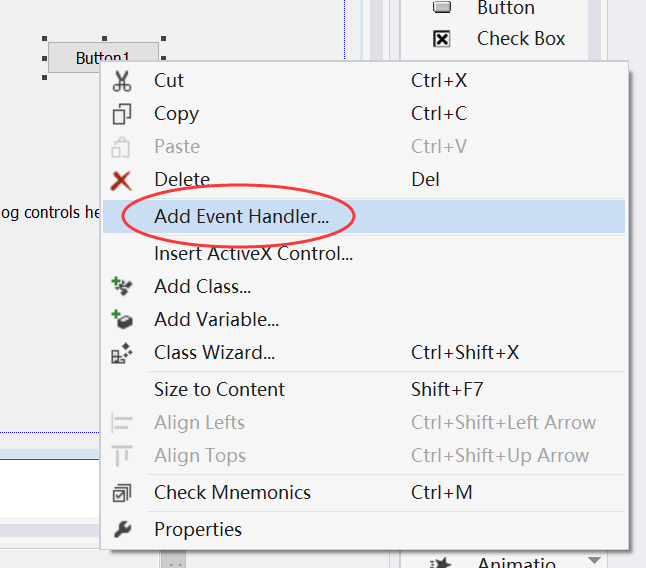 Button
Check Box
Button1
Cut Ctrl+X
Copy Ctrl+C
Paste Ctrl+V
Delete Del
og controls he
Add Event Handler...
Insert ActiveX Control...
Add Class...
Add Variable...
Class Wizard... Ctrl+Shift+X
Size to Content Shift+F7
Align Lefts Ctrl+Shift+Left Arrow
Align Tops Ctrl+Shift+Up Arrow
Check Mnemonics Ctrl+M
Properties
Animatio